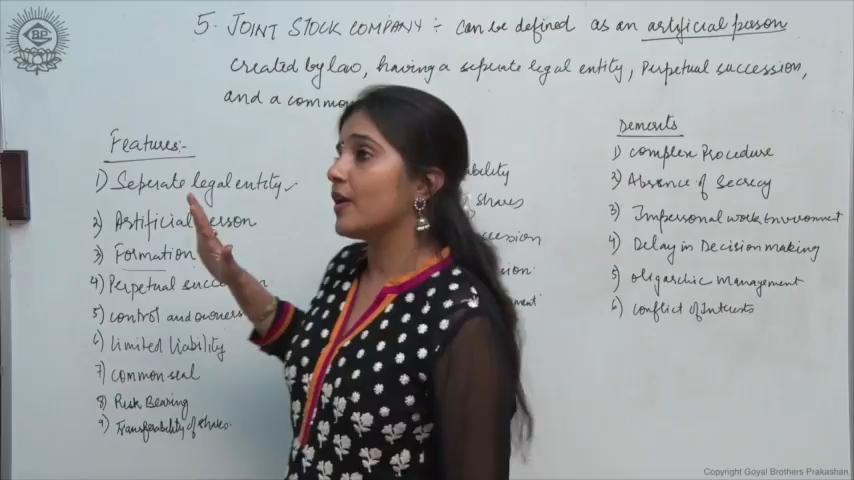 5. JOINT STOCK COMPANY :- can be defined as an artificial person
created by law, having a seperate legal entity, Perpetual succession,
and a common
Features:-
1) Seperate legal entity ✓
2) Artificial person
3) Formation
4) Perpetual
5) control and owners
6) limited liability
7) common seal
8) Risk Bearing
9) Transferability of shares.
shares
Demerits
1) complex Procedure
2) Absence of Secrecy
3) Impersonal work Environment
4) Delay in Decision making
5) oligarchic Management
6) Conflict of Intrests
Copyright Goyal Brothers Prakashan.